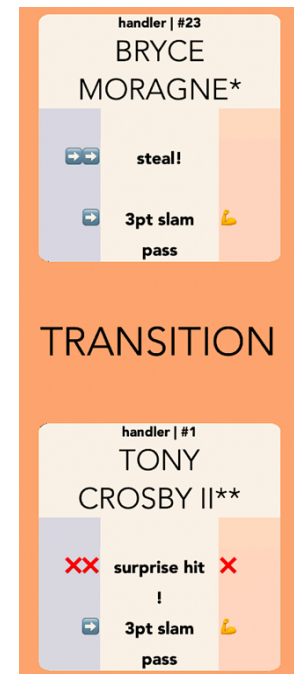 handler | #23
BRYCE
MORAGNE*
➡️➡️ steal!
➡️ 3pt slam 💪
pass
TRANSITION
handler | #1
TONY
CROSBY II**
❌❌ surprise hit ❌
!
➡️ 3pt slam 💪
pass